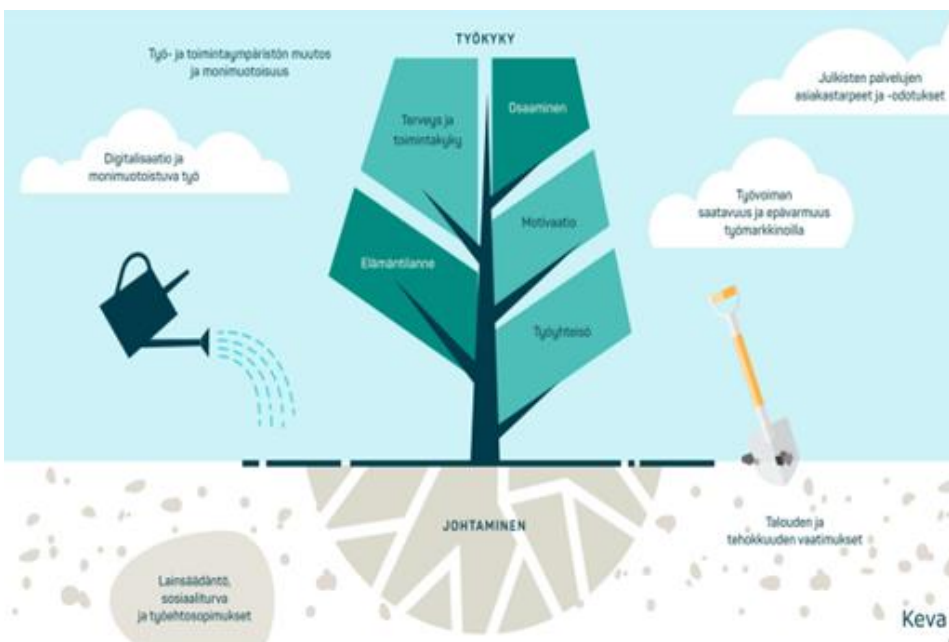 TYÖKYKY
Työ- ja toimintaympäristön muutos
ja monimuotoisuus
Julkisten palvelujen
asiakastarpeet ja -odotukset
Digitalisaatio ja
monimuotoistuva työ
Terveys ja
toimintakyky
Osaaminen
Työvoiman
saatavuus ja epävarmuus
työmarkkinoilla
Motivaatio
Elämäntilanne
Työyhteisö
JOHTAMINEN
Talouden ja
tehokkuuden vaatimukset
Lainsäädäntö,
sosiaaliturva
ja työehtosopimukset
Keva